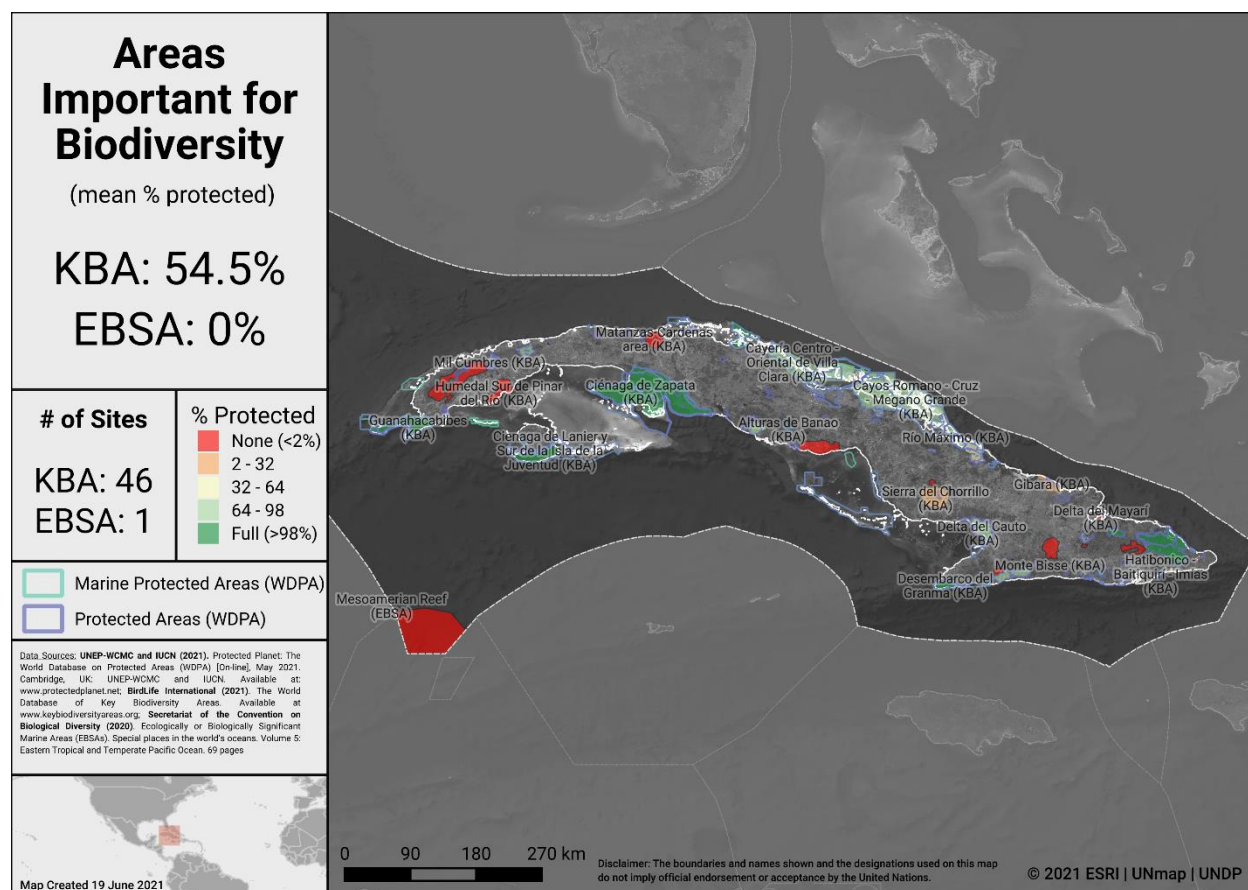 Areas
Important for
Biodiversity
(mean % protected)
KBA: 54.5%
EBSA: 0%
# of Sites
KBA: 46
EBSA: 1
% Protected
None (<2%)
2 - 32
32 - 64
64 - 98
Full (>98%)
Marine Protected Areas (WDPA)
Protected Areas (WDPA)
Data Sources: UNEP-WCMC and IUCN (2021). Protected Planet: The
World Database on Protected Areas (WDPA) [On-line], May 2021.
Cambridge, UK: UNEP-WCMC and IUCN. Available at:
www.protectedplanet.net; BirdLife International (2021). The World
Database of Key Biodiversity Areas. Available at
www.keybiodiversityareas.org; Secretariat of the Convention on
Biological Diversity (2020). Ecologically or Biologically Significant
Marine Areas (EBSAs). Special places in the world's oceans. Volume 5:
Eastern Tropical and Temperate Pacific Ocean. 69 pages
Map Created 19 June 2021
Matanzas Cardenas
area (KBA)
Mil Cumbres (KBA)
Humedal Sur de Pinar
del Río (KBA)
Guanahacabibes
(KBA)
Ciénaga de Zapata
(KBA)
Ciénaga de Lanier y
Sur de la Isla de la
Juventud (KBA)
Cayería Centro -
Oriental de Villa
Clara (KBA)
Cayos Romano - Cruz
- Megano Grande
(KBA)
Alturas de Banao
(KBA)
Río Máximo (KBA)
Sierra del Chorrillo
(KBA)
Gibara (KBA)
Delta del Mayarí
(KBA)
Delta del Cauto
(KBA)
Monte Bisse (KBA)
Hatibonico -
Baitiquirí - Imías
(KBA)
Desembarco del
Granma (KBA)
Mesoamerian Reef
(EBSA)
0 90 180 270 km
Disclaimer: The boundaries and names shown and the designations used on this map
do not imply official endorsement or acceptance by the United Nations.
© 2021 ESRI | UNmap | UNDP